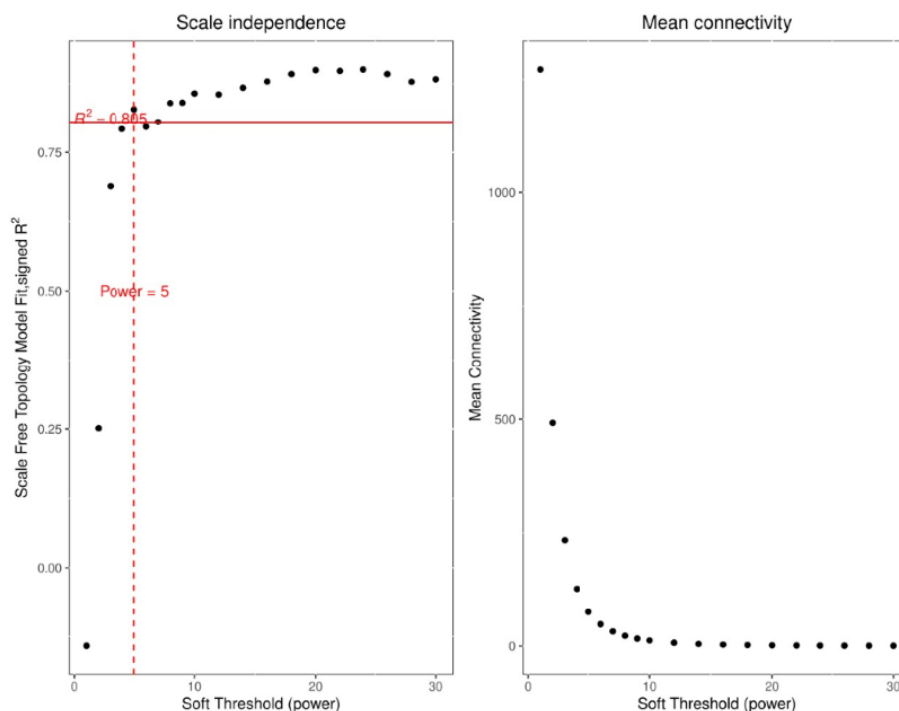 Scale independence
Mean connectivity
Scale Free Topology Model Fit,signed R²
0.75
0.50
0.25
0.00
R² = 0.805
Power = 5
0
10
20
30
Soft Threshold (power)
Mean Connectivity
1000
500
0
0
10
20
30
Soft Threshold (power)